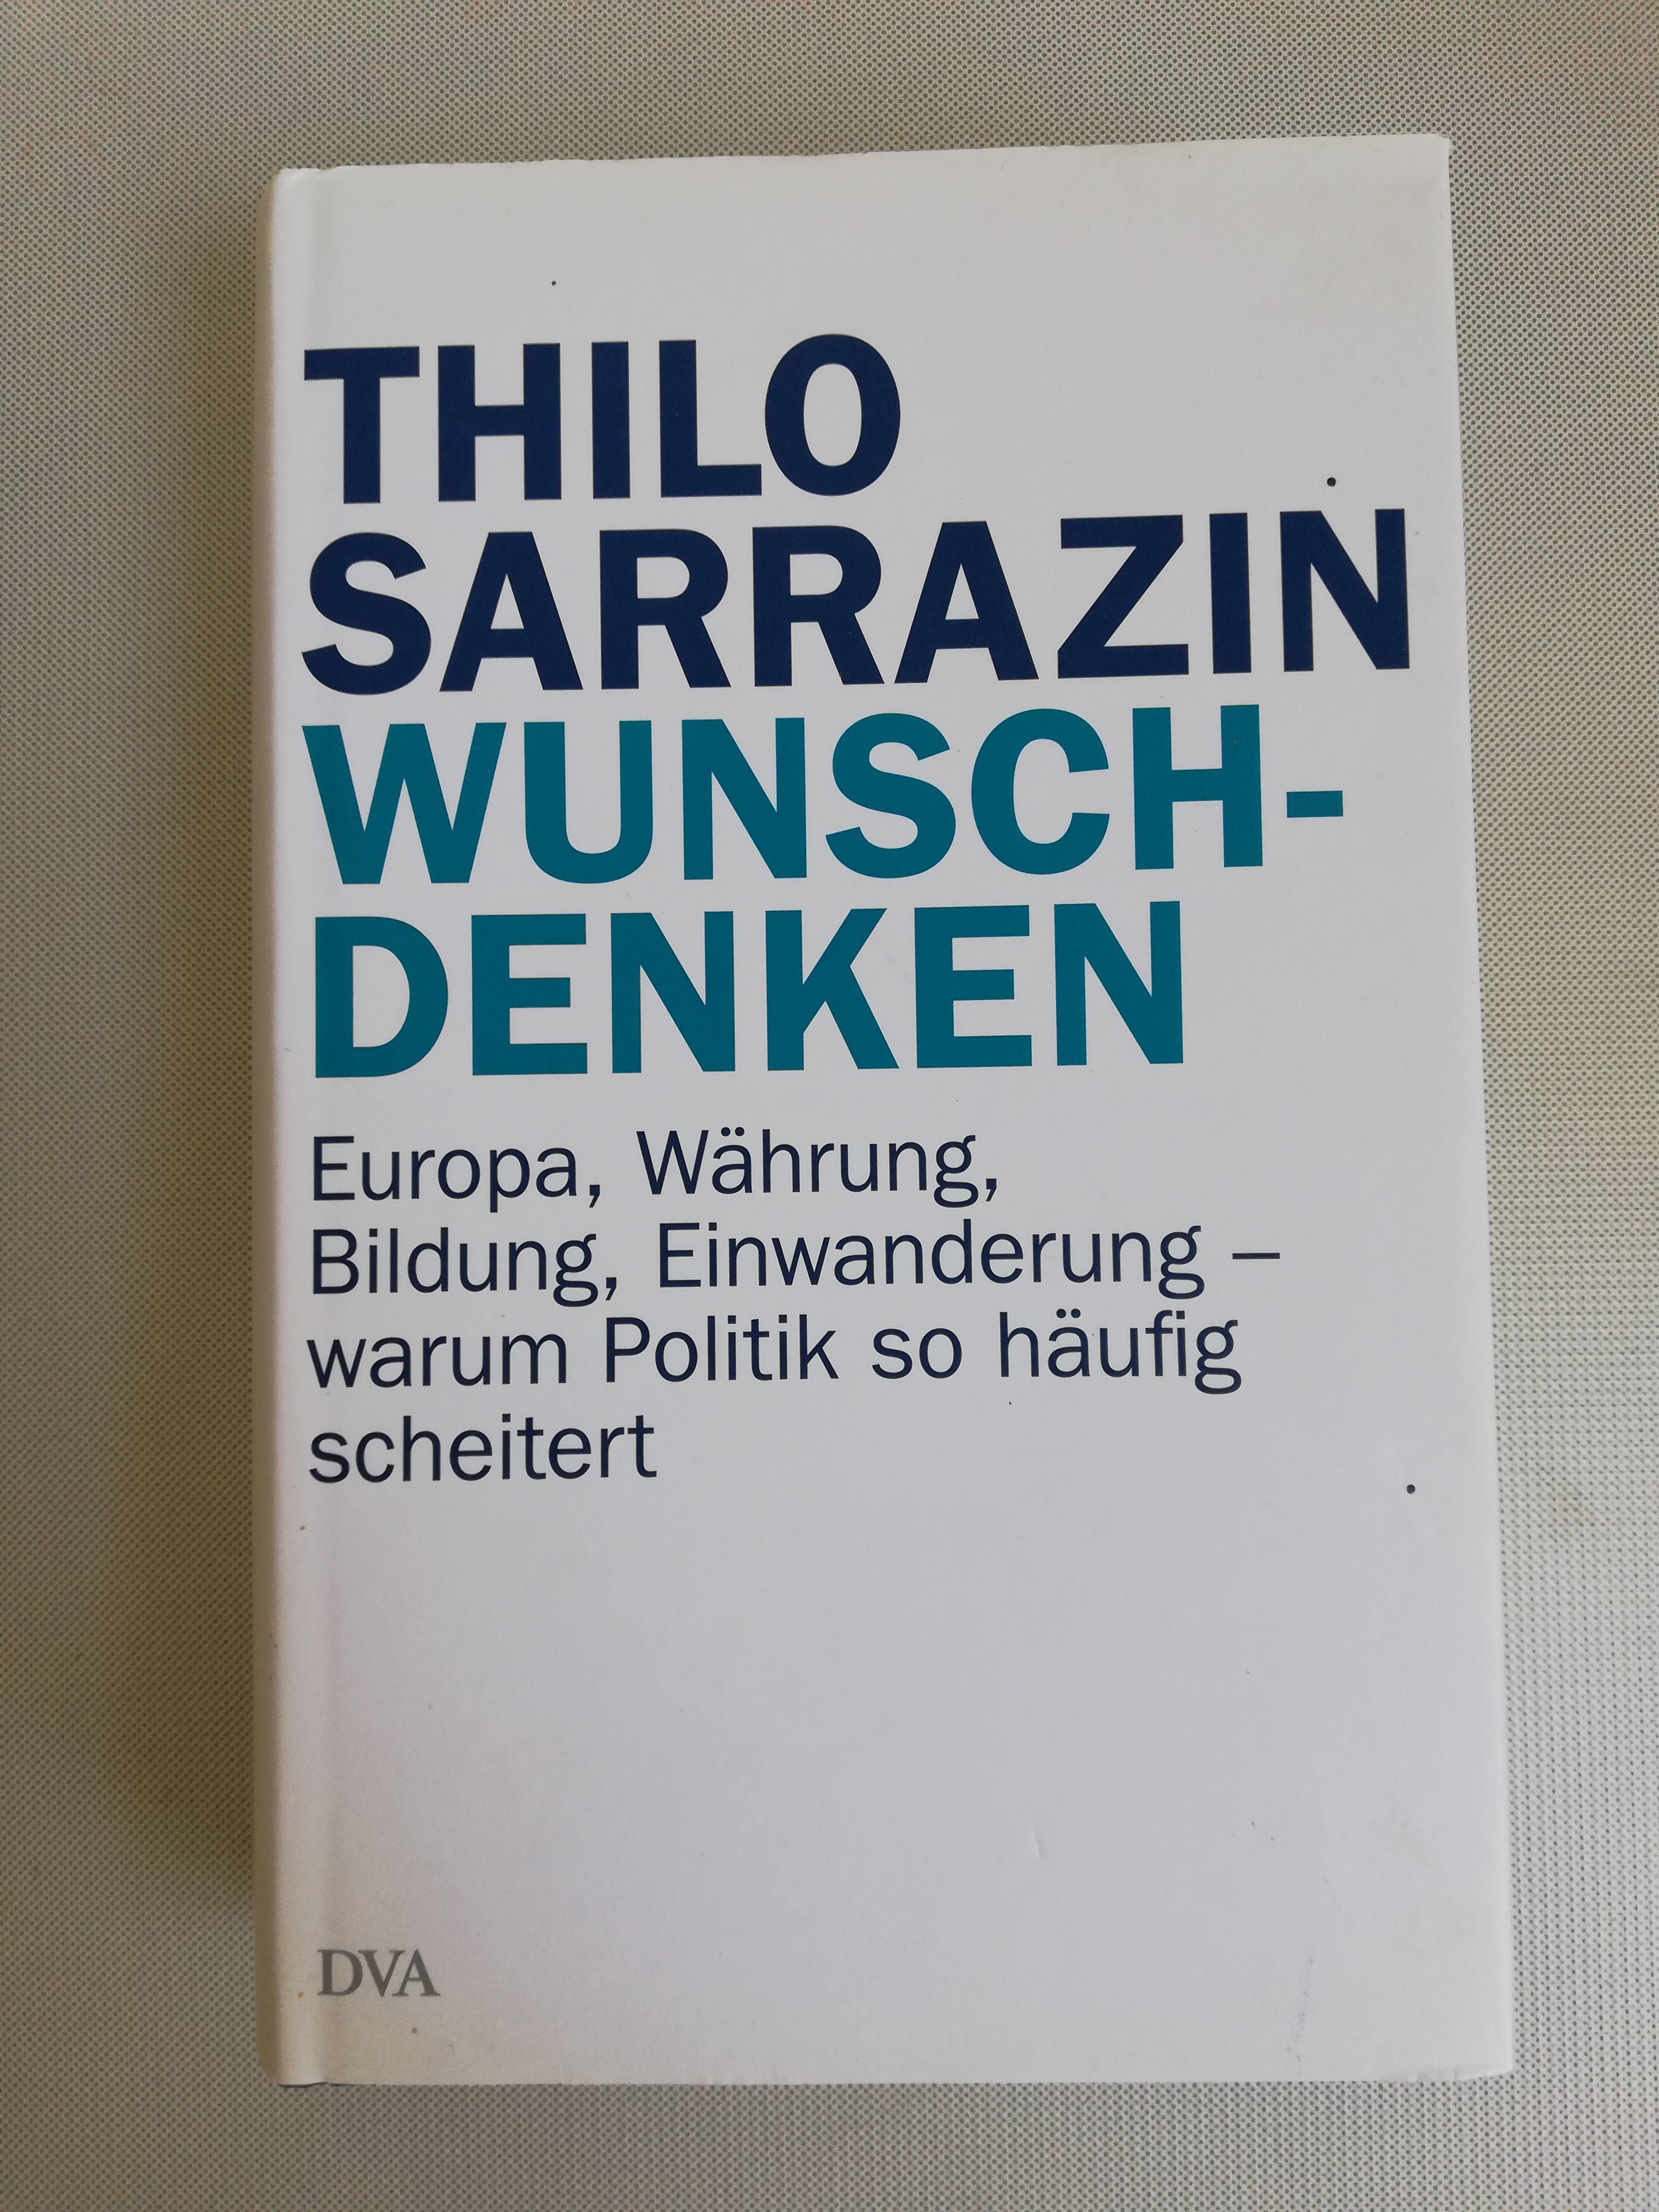 THILO
SARRAZIN
WUNSCH-
DENKEN
Europa, Währung,
Bildung, Einwanderung –
warum Politik so häufig
scheitert
DVA